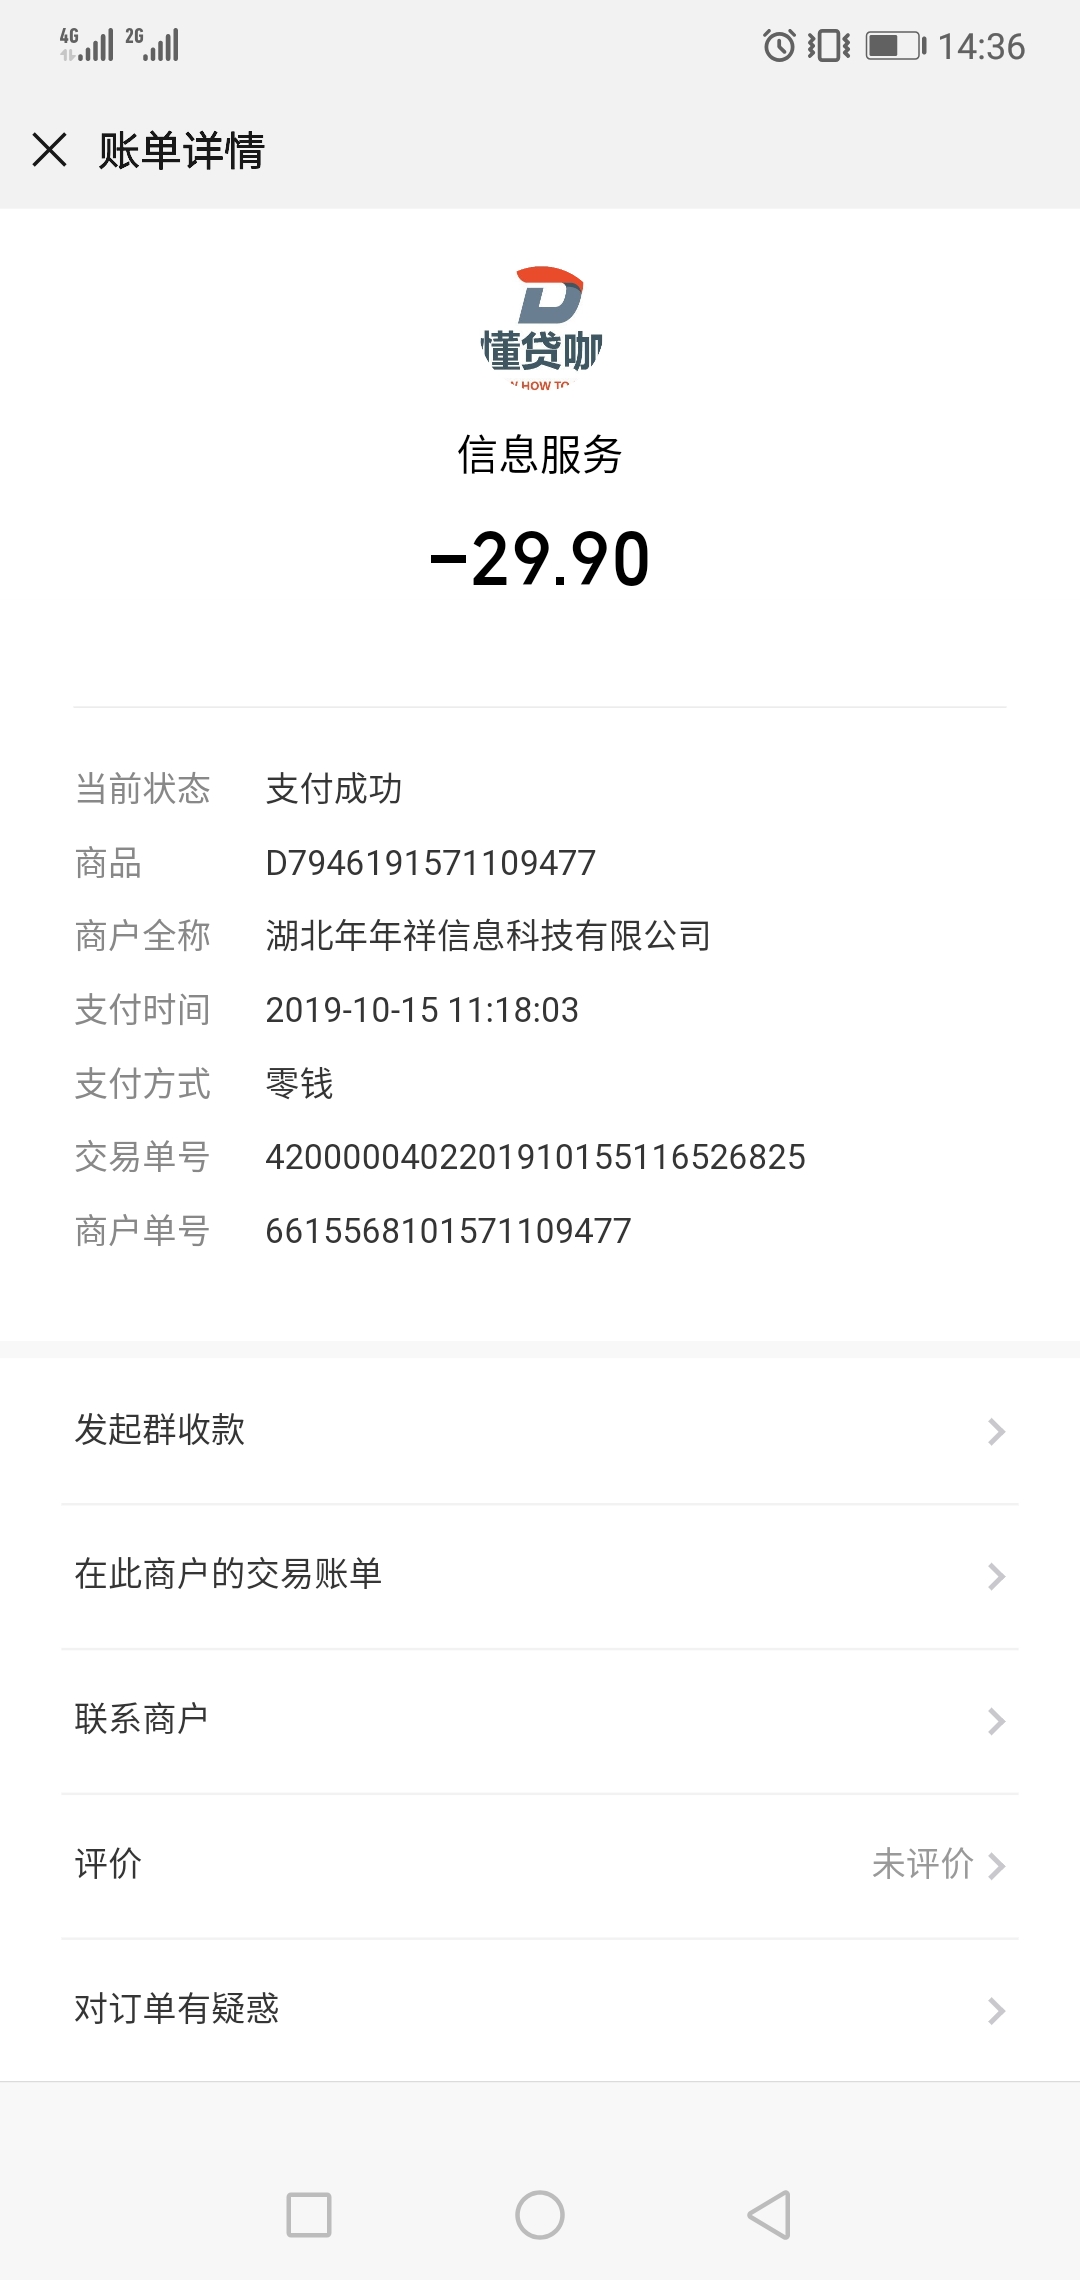 4G 2G 14:36
账单详情
懂贷咖
HOW TO
信息服务
-29.90
当前状态 支付成功
商品 D7946191571109477
商户全称 湖北年年祥信息科技有限公司
支付时间 2019-10-15 11:18:03
支付方式 零钱
交易单号 4200000402201910155116526825
商户单号 6615568101571109477
发起群收款
在此商户的交易账单
联系商户
评价 未评价
对订单有疑惑